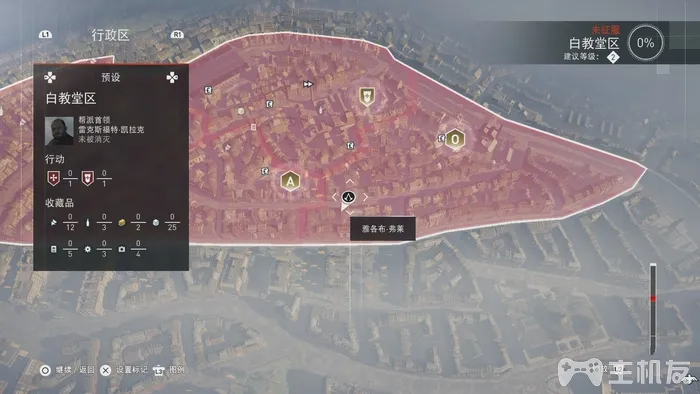 L1 行政区 R1
未征服
白教堂区
建议等级: 2
0%
预设
白教堂区
帮派首领
雷克斯福特·凯拉克
未被消灭
行动
0/1 0/1
收藏品
0/12 0/3 0/2 0/25
0/5 0/3 0/4
A
O
雅各布·弗莱
继续/返回 设置标记 图例
主机友